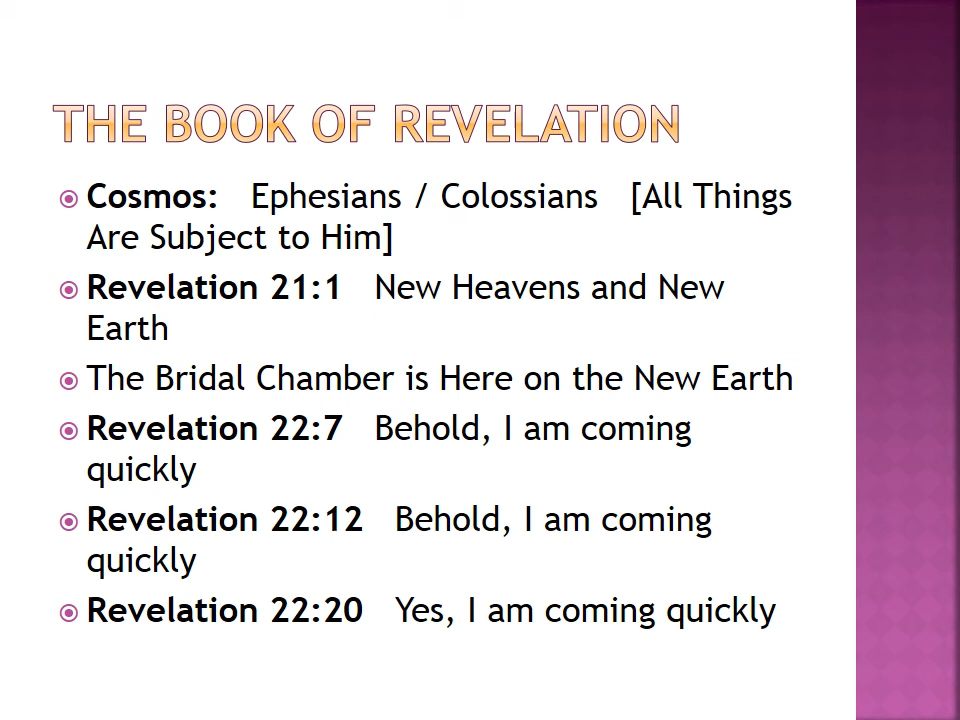 THE BOOK OF REVELATION
Cosmos: Ephesians / Colossians [All Things
Are Subject to Him]
Revelation 21:1 New Heavens and New
Earth
The Bridal Chamber is Here on the New Earth
Revelation 22:7 Behold, I am coming
quickly
Revelation 22:12 Behold, I am coming
quickly
Revelation 22:20 Yes, I am coming quickly